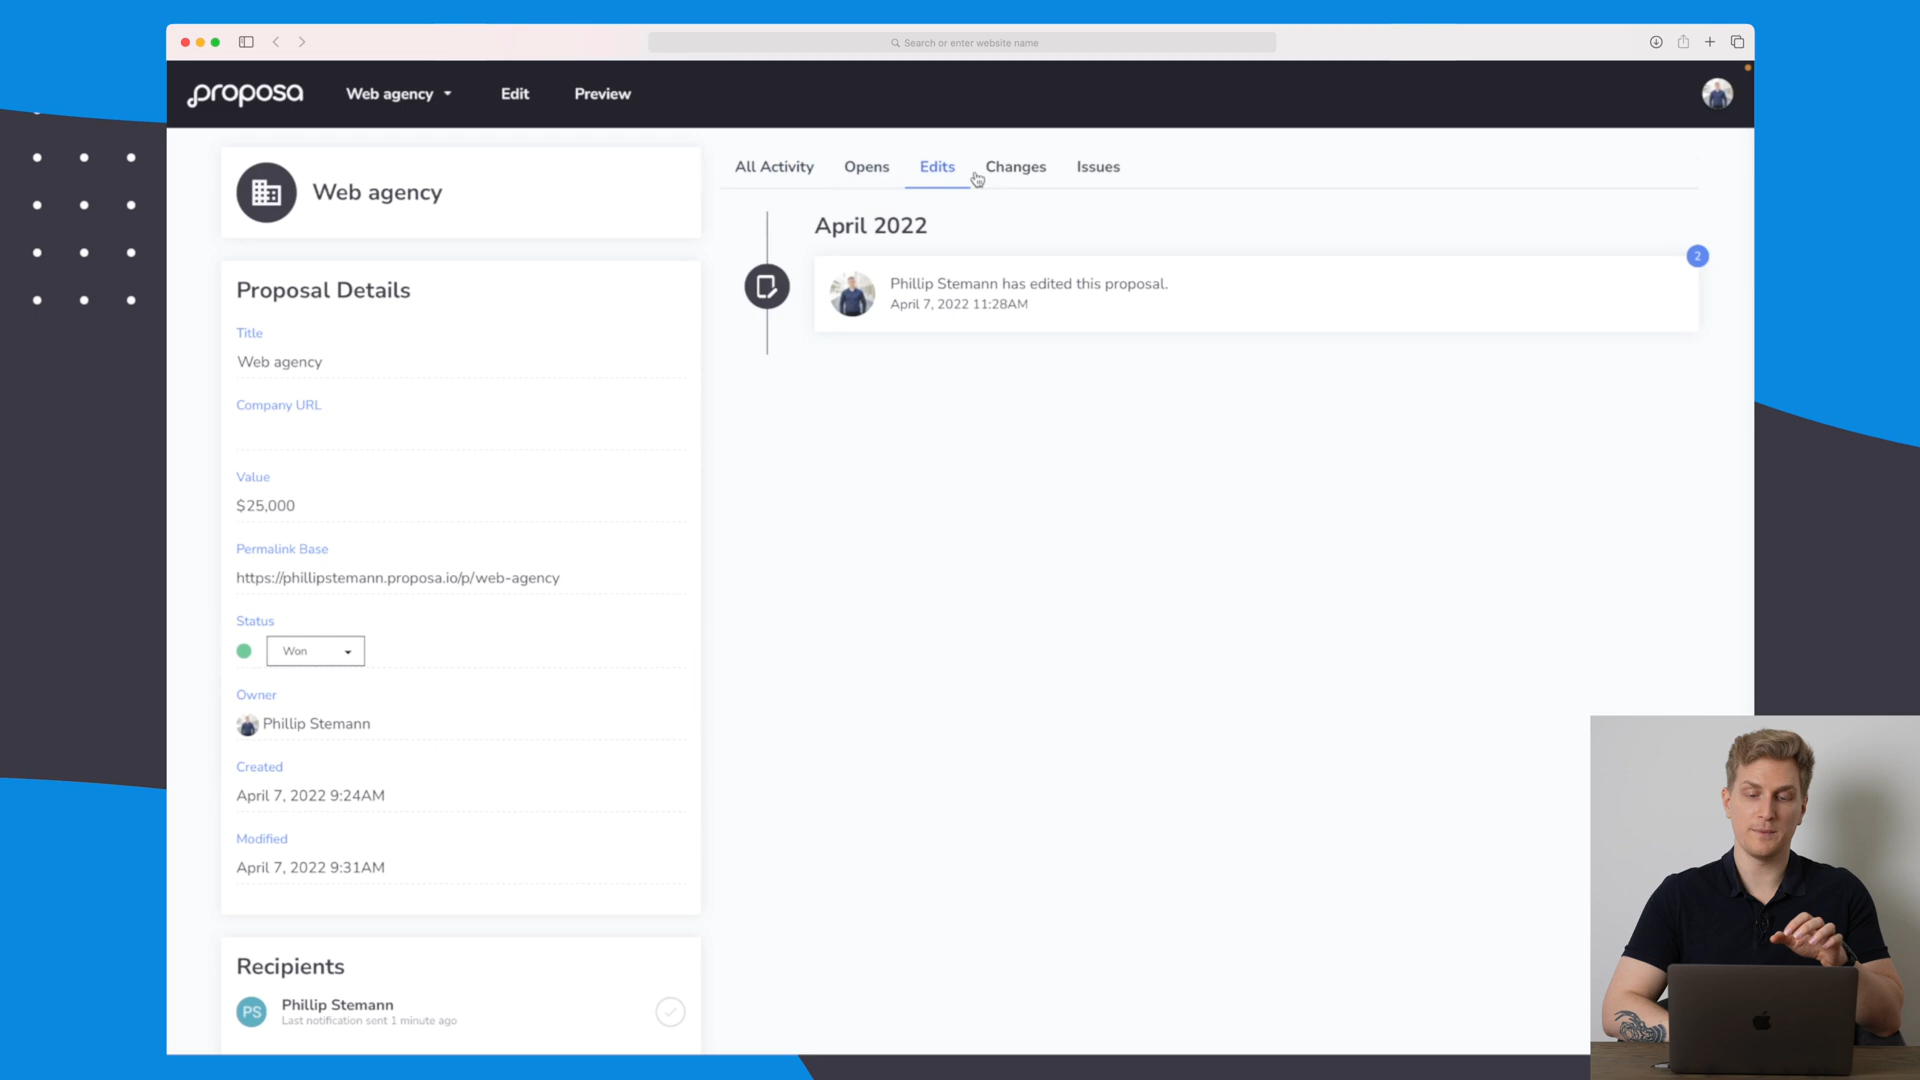 Search or enter website name
proposa
Web agency
Edit
Preview
Web agency
Proposal Details
Title
Web agency
Company URL
Value
$25,000
Permalink Base
https://phillipstemann.proposa.io/p/web-agency
Status
Won
Owner
Phillip Stemann
Created
April 7, 2022 9:24AM
Modified
April 7, 2022 9:31AM
Recipients
PS
Phillip Stemann
Last notification sent 1 minute ago
All Activity
Opens
Edits
Changes
Issues
April 2022
2
Phillip Stemann has edited this proposal.
April 7, 2022 11:28AM